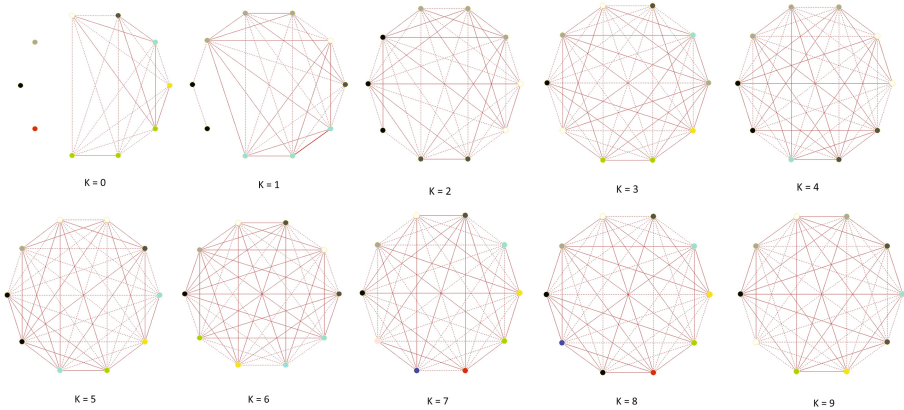 K = 0
K = 1
K = 2
K = 3
K = 4
K = 5
K = 6
K = 7
K = 8
K = 9